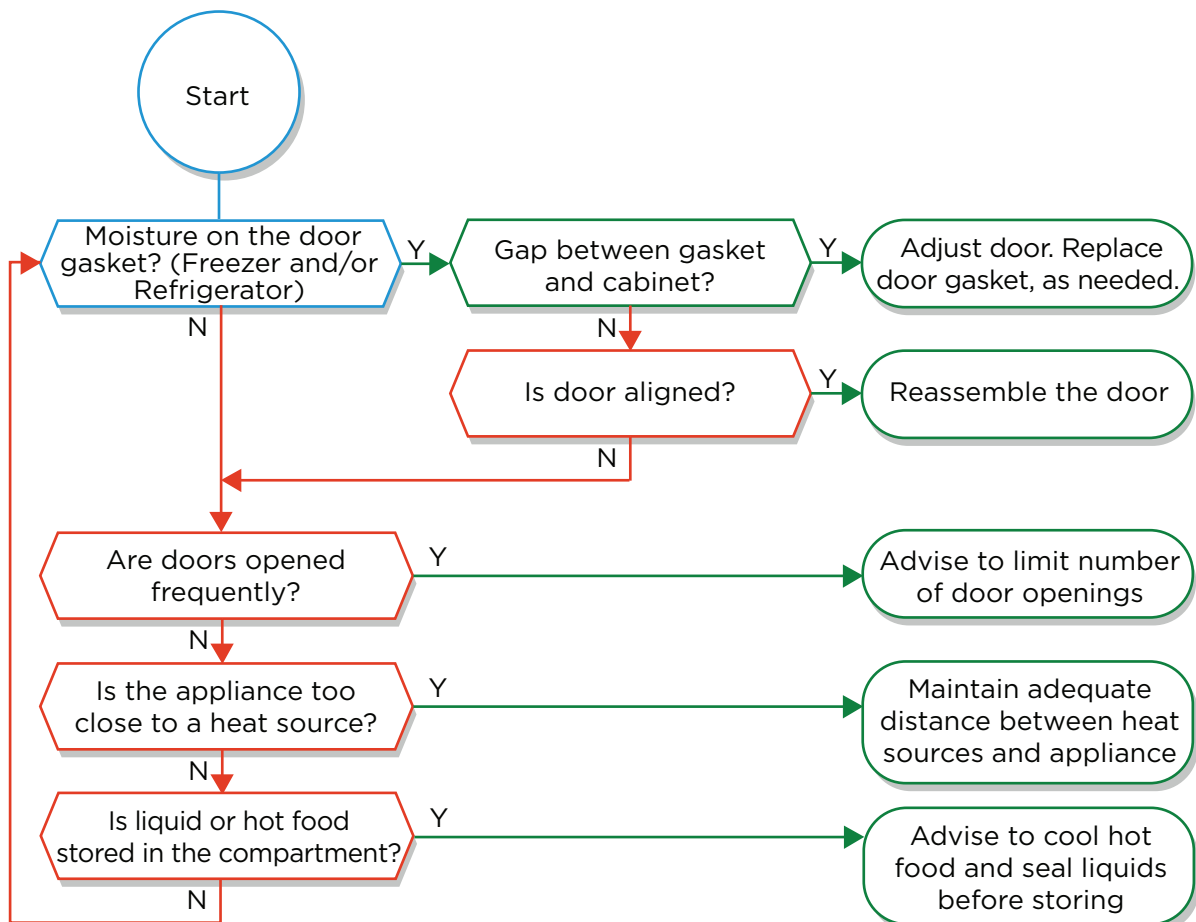 Start
Moisture on the door
gasket? (Freezer and/or
Refrigerator)
Y
Gap between gasket
and cabinet?
Y
Adjust door. Replace
door gasket, as needed.
N
N
Is door aligned?
Y
Reassemble the door
N
Are doors opened
frequently?
Y
Advise to limit number
of door openings
N
Is the appliance too
close to a heat source?
Y
Maintain adequate
distance between heat
sources and appliance
N
Is liquid or hot food
stored in the compartment?
Y
Advise to cool hot
food and seal liquids
before storing
N